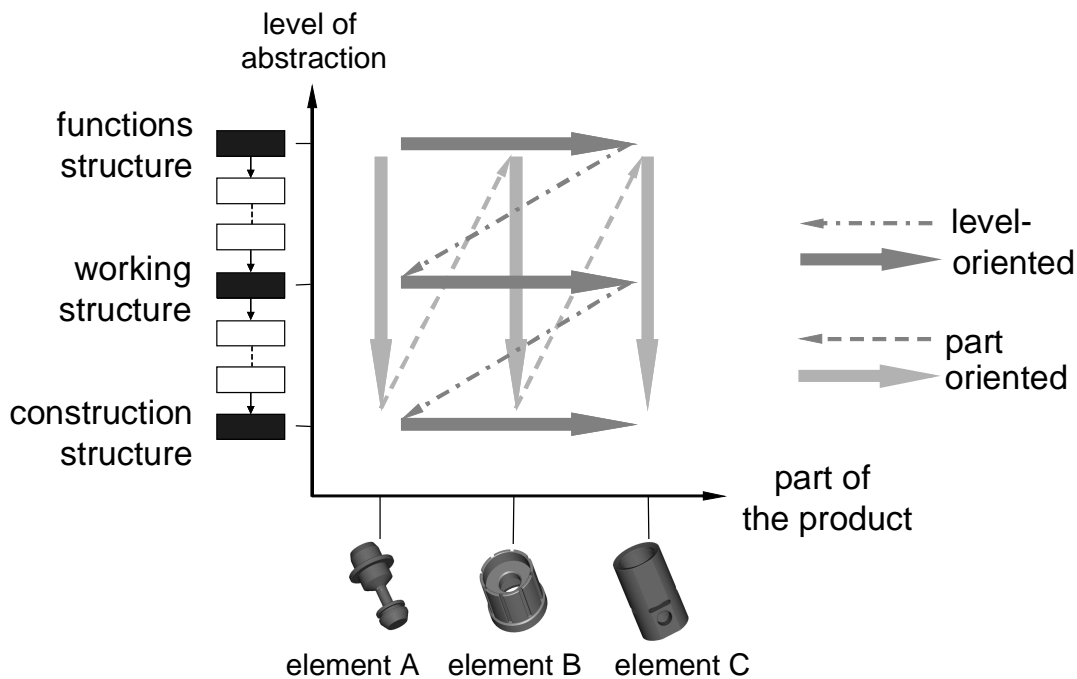 level of
abstraction
functions
structure
working
structure
construction
structure
level-
oriented
part
oriented
part of
the product
element A
element B
element C